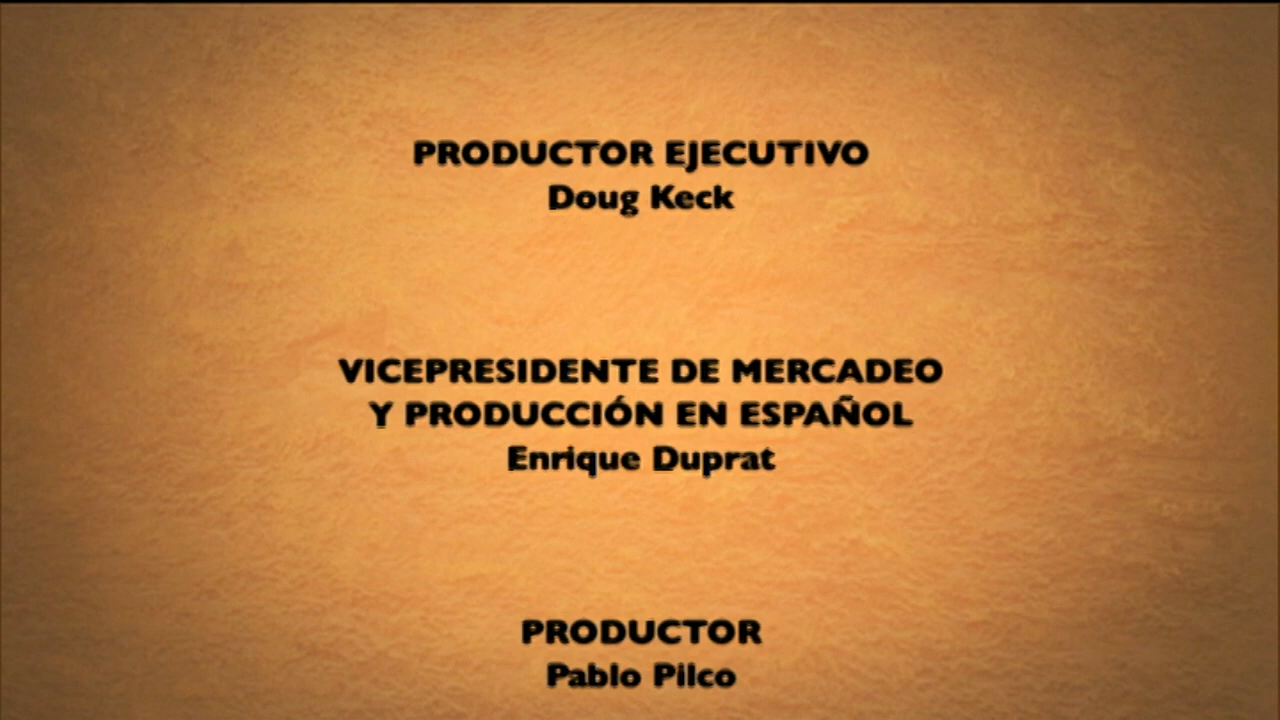 PRODUCTOR EJECUTIVO
Doug Keck
VICEPRESIDENTE DE MERCADEO
Y PRODUCCIÓN EN ESPAÑOL
Enrique Duprat
PRODUCTOR
Pablo Pilco